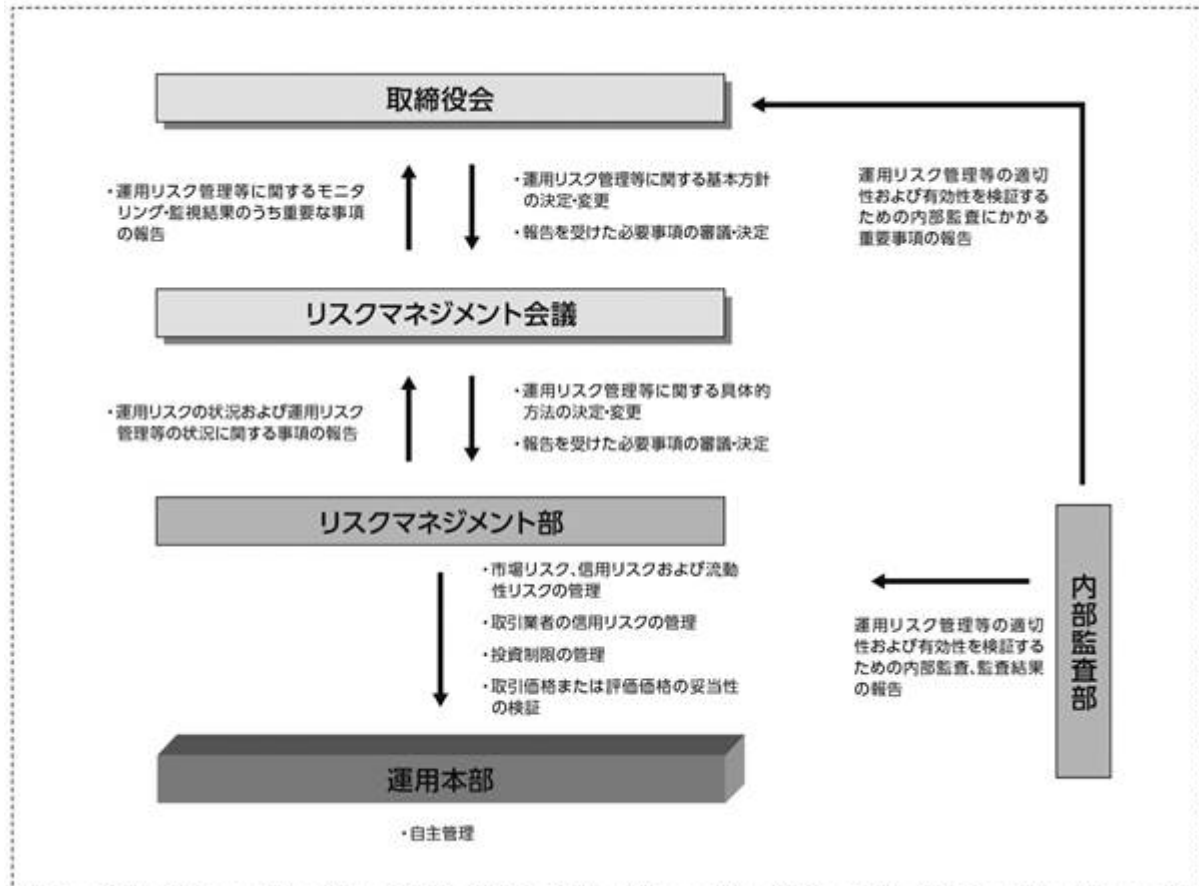 取締役会
・運用リスク管理等に関するモニタ
リング・監視結果のうち重要な事項
の報告
・運用リスク管理等に関する基本方針
の決定・変更
・報告を受けた必要事項の審議・決定
運用リスク管理等の適切
性および有効性を検証する
ための内部監査にかかる
重要事項の報告
リスクマネジメント会議
・運用リスクの状況および運用リスク
管理等の状況に関する事項の報告
・運用リスク管理等に関する具体的
方法の決定・変更
・報告を受けた必要事項の審議・決定
リスクマネジメント部
・市場リスク、信用リスクおよび流動
性リスクの管理
・取引業者の信用リスクの管理
・投資制限の管理
・取引価格または評価価格の妥当性
の検証
運用リスク管理等の適切
性および有効性を検証する
ための内部監査、監査結果
の報告
内部監査部
運用本部
・自主管理